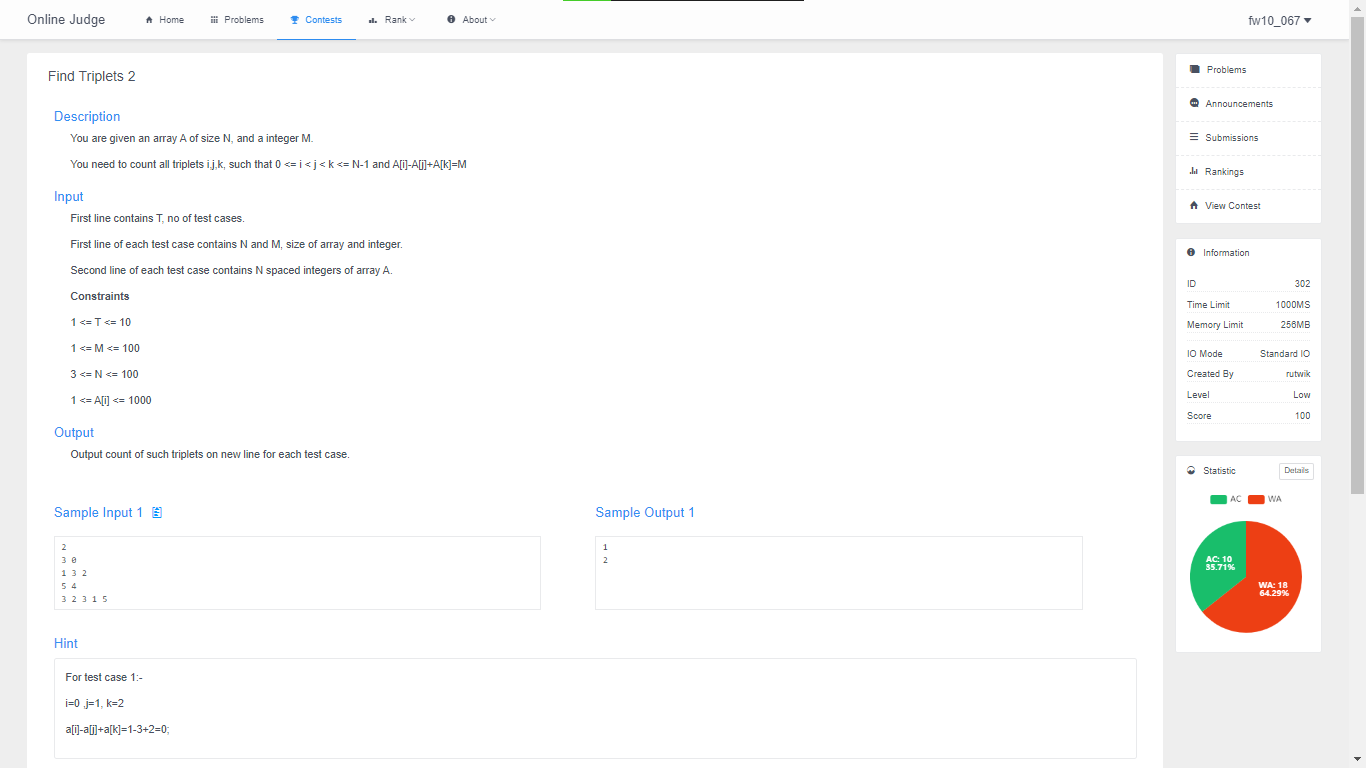 Online Judge Home Problems Contests Rank About fw10_067
Find Triplets 2
Description
You are given an array A of size N, and a integer M.
You need to count all triplets i,j,k, such that 0 <= i < j < k <= N-1 and A[i]-A[j]+A[k]=M
Input
First line contains T, no of test cases.
First line of each test case contains N and M, size of array and integer.
Second line of each test case contains N spaced integers of array A.
Constraints
1 <= T <= 10
1 <= M <= 100
3 <= N <= 100
1 <= A[i] <= 1000
Output
Output count of such triplets on new line for each test case.
Sample Input 1
2
3 0
1 3 2
5 4
3 2 3 1 5
Sample Output 1
1
2
Hint
For test case 1:-
i=0 ,j=1, k=2
a[i]-a[j]+a[k]=1-3+2=0;
Problems
Announcements
Submissions
Rankings
View Contest
Information
ID 302
Time Limit 1000MS
Memory Limit 256MB
IO Mode Standard IO
Created By rutwik
Level Low
Score 100
Statistic Details
AC WA
AC: 10
35.71%
WA: 18
64.29%